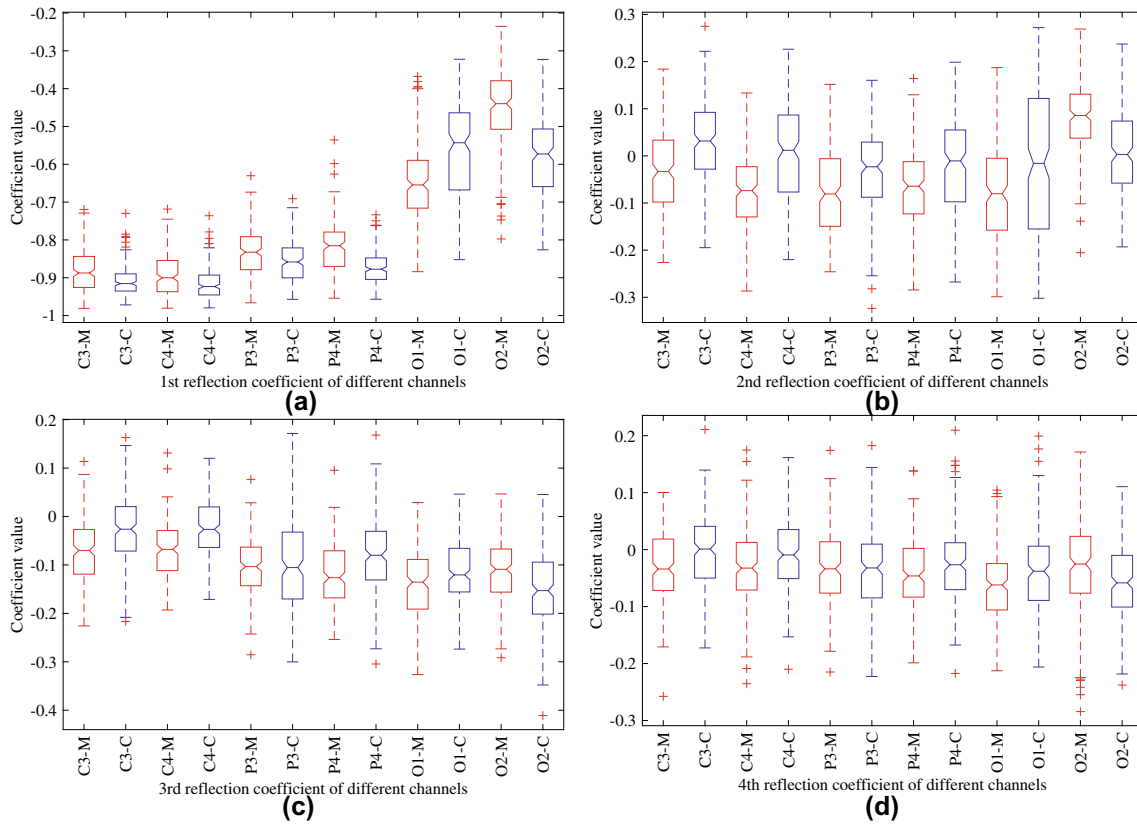 -0.2
-0.3
-0.4
-0.5
-0.6
-0.7
-0.8
-0.9
-1
Coefficient value
C3-M
C3-C
C4-M
C4-C
P3-M
P3-C
P4-M
P4-C
O1-M
O1-C
O2-M
O2-C
1st reflection coefficient of different channels
(a)
0.3
0.2
0.1
0
-0.1
-0.2
-0.3
Coefficient value
C3-M
C3-C
C4-M
C4-C
P3-M
P3-C
P4-M
P4-C
O1-M
O1-C
O2-M
O2-C
2nd reflection coefficient of different channels
(b)
0.2
0.1
0
-0.1
-0.2
-0.3
-0.4
Coefficient value
C3-M
C3-C
C4-M
C4-C
P3-M
P3-C
P4-M
P4-C
O1-M
O1-C
O2-M
O2-C
3rd reflection coefficient of different channels
(c)
0.2
0.1
0
-0.1
-0.2
-0.3
Coefficient value
C3-M
C3-C
C4-M
C4-C
P3-M
P3-C
P4-M
P4-C
O1-M
O1-C
O2-M
O2-C
4th reflection coefficient of different channels
(d)